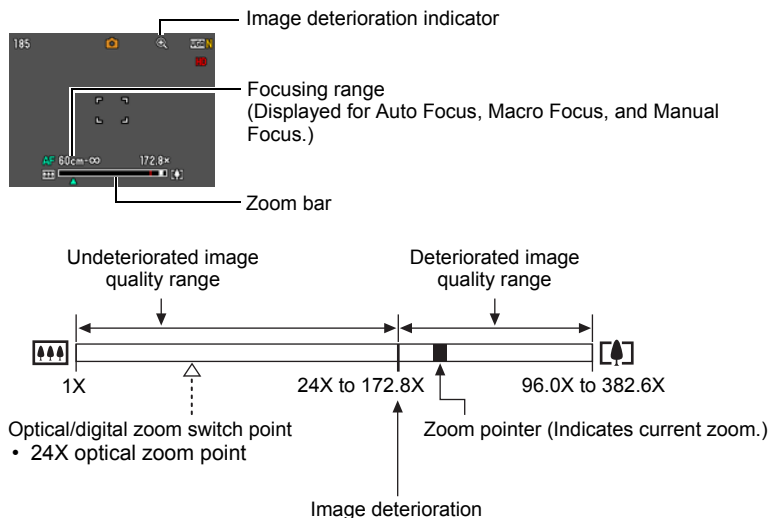 Image deterioration indicator
185
N
HD
Focusing range
(Displayed for Auto Focus, Macro Focus, and Manual
Focus.)
AF 60cm-∞ 172.8×
Zoom bar
Undeteriorated image
quality range
Deteriorated image
quality range
1X
24X to 172.8X
96.0X to 382.6X
Optical/digital zoom switch point
• 24X optical zoom point
Zoom pointer (Indicates current zoom.)
Image deterioration